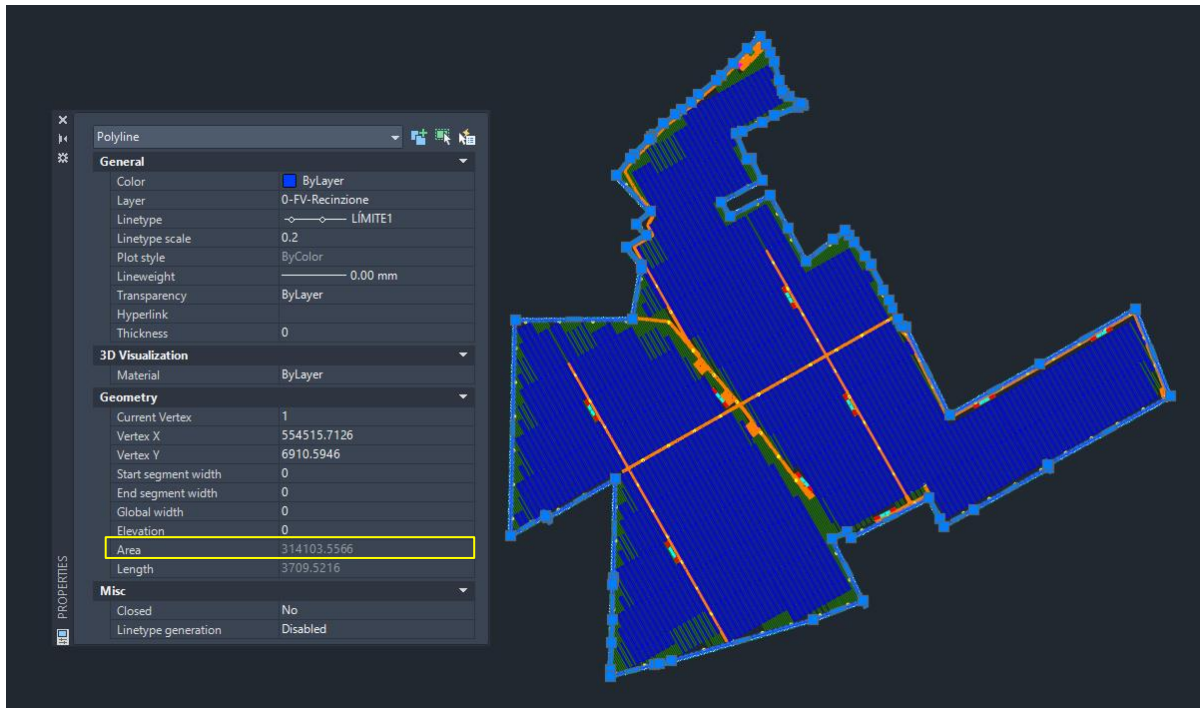 Polyline
General
Color ByLayer
Layer 0-FV-Recinzione
Linetype LÍMITE1
Linetype scale 0.2
Plot style ByColor
Lineweight 0.00 mm
Transparency ByLayer
Hyperlink
Thickness 0
3D Visualization
Material ByLayer
Geometry
Current Vertex 1
Vertex X 554515.7126
Vertex Y 6910.5946
Start segment width 0
End segment width 0
Global width 0
Elevation 0
Area 314103.5566
Length 3709.5216
Misc
Closed No
Linetype generation Disabled
PROPERTIES